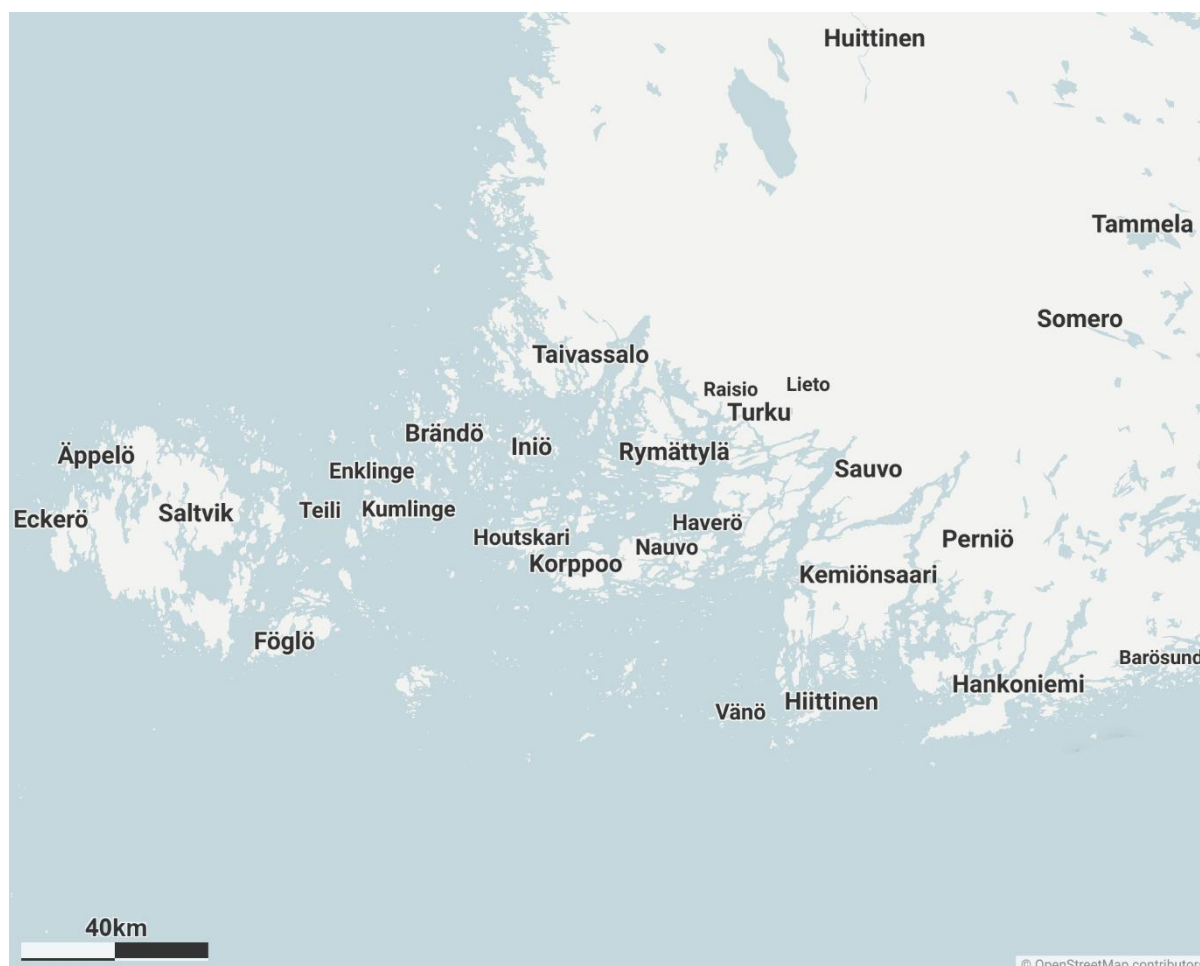 Huittinen
Tammela
Somero
Taivassalo
Raisio
Lieto
Turku
Brändö
Iniö
Rymättylä
Äppelö
Enklinge
Sauvo
Eckerö
Saltvik
Teili
Kumlinge
Haverö
Houtskari
Nauvo
Perniö
Korppoo
Kemiönsaari
Föglö
Barösund
Hankoniemi
Vänö
Hiittinen
40km
© OpenStreetMap contributors